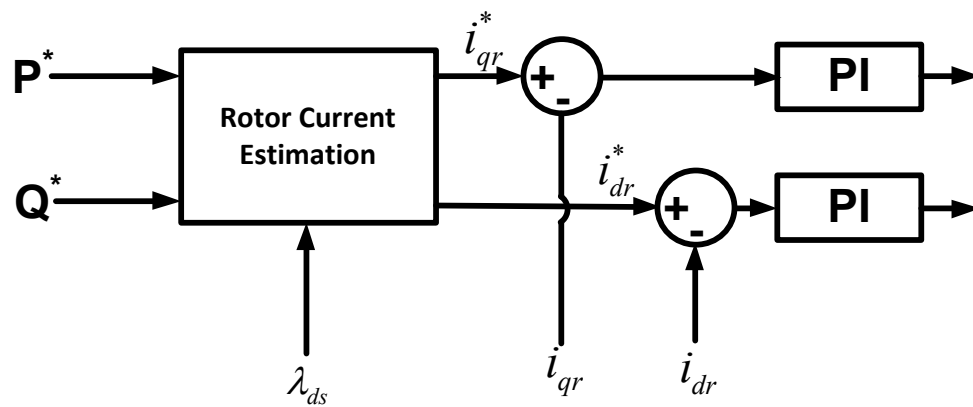 P*
i*qr
+
-
PI
Rotor Current
Estimation
Q*
i*dr
+
-
PI
λds
iqr
idr